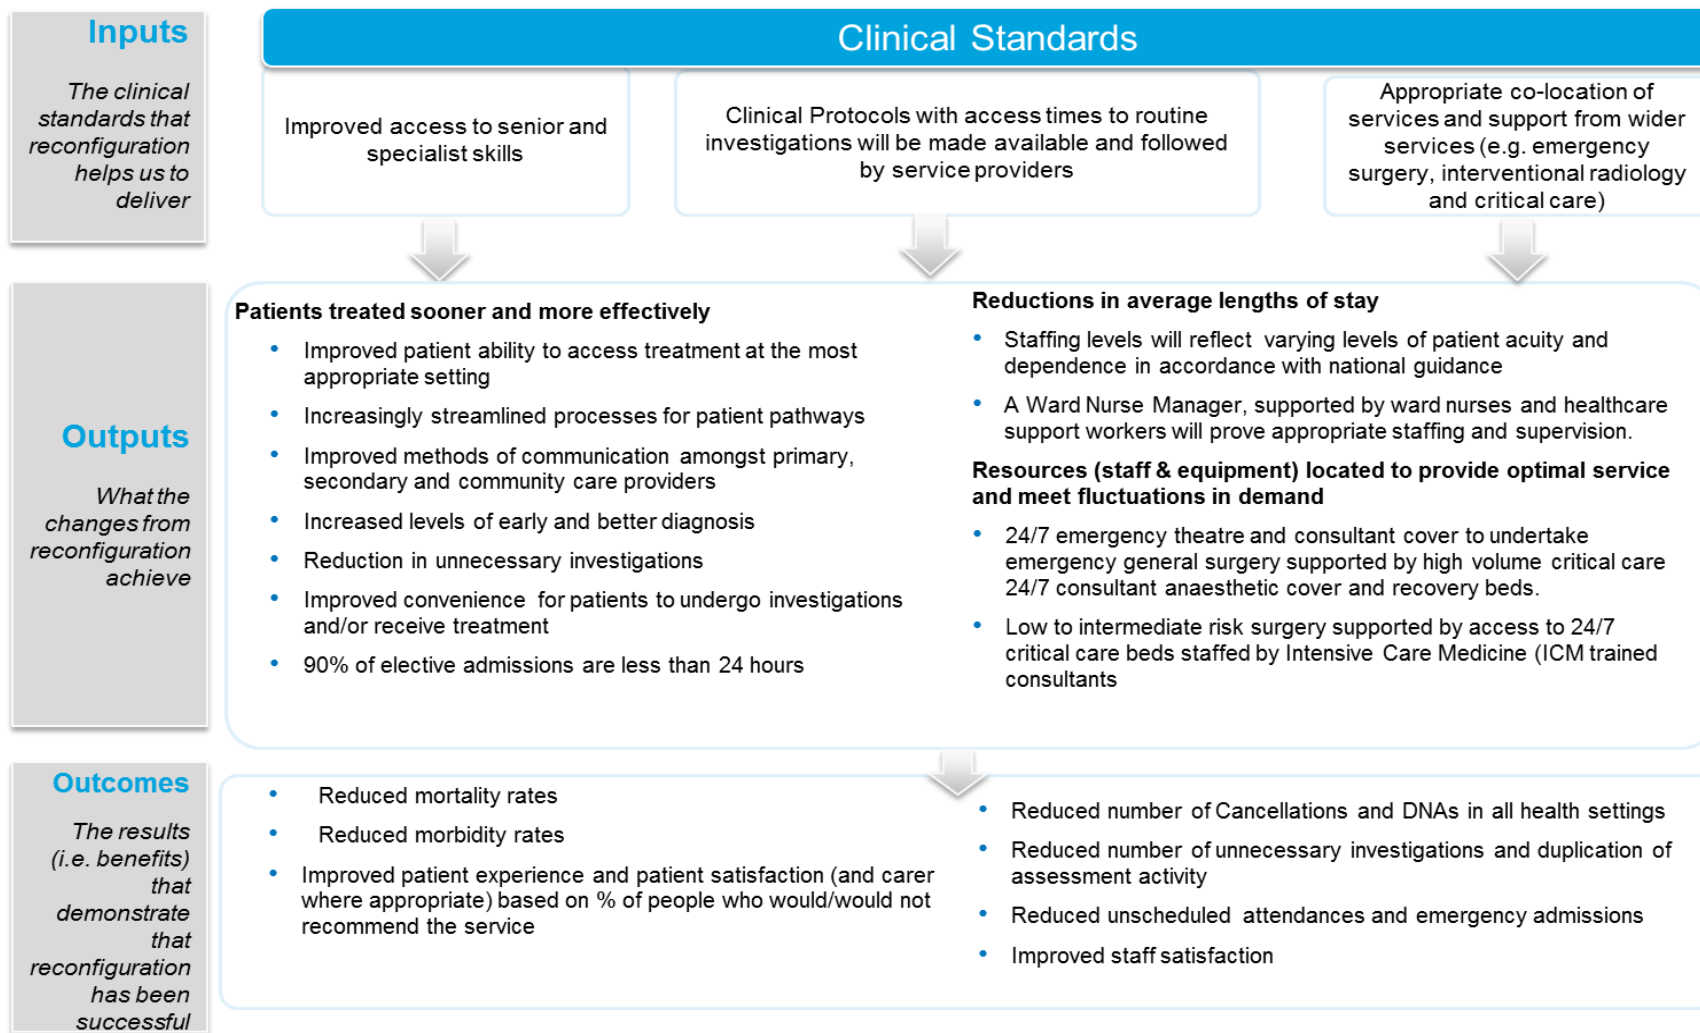 Inputs
The clinical
standards that
reconfiguration
helps us to
deliver
Clinical Standards
Improved access to senior and
specialist skills
Clinical Protocols with access times to routine
investigations will be made available and followed
by service providers
Appropriate co-location of
services and support from wider
services (e.g. emergency
surgery, interventional radiology
and critical care)
Outputs
What the
changes from
reconfiguration
achieve
Patients treated sooner and more effectively
• Improved patient ability to access treatment at the most
appropriate setting
• Increasingly streamlined processes for patient pathways
• Improved methods of communication amongst primary,
secondary and community care providers
• Increased levels of early and better diagnosis
• Reduction in unnecessary investigations
• Improved convenience for patients to undergo investigations
and/or receive treatment
• 90% of elective admissions are less than 24 hours
Reductions in average lengths of stay
• Staffing levels will reflect varying levels of patient acuity and
dependence in accordance with national guidance
• A Ward Nurse Manager, supported by ward nurses and healthcare
support workers will prove appropriate staffing and supervision.
Resources (staff & equipment) located to provide optimal service
and meet fluctuations in demand
• 24/7 emergency theatre and consultant cover to undertake
emergency general surgery supported by high volume critical care
24/7 consultant anaesthetic cover and recovery beds.
• Low to intermediate risk surgery supported by access to 24/7
critical care beds staffed by Intensive Care Medicine (ICM trained
consultants
Outcomes
The results
(i.e. benefits)
that
demonstrate
that
reconfiguration
has been
successful
• Reduced mortality rates
• Reduced morbidity rates
• Improved patient experience and patient satisfaction (and carer
where appropriate) based on % of people who would/would not
recommend the service
• Reduced number of Cancellations and DNAs in all health settings
• Reduced number of unnecessary investigations and duplication of
assessment activity
• Reduced unscheduled attendances and emergency admissions
• Improved staff satisfaction